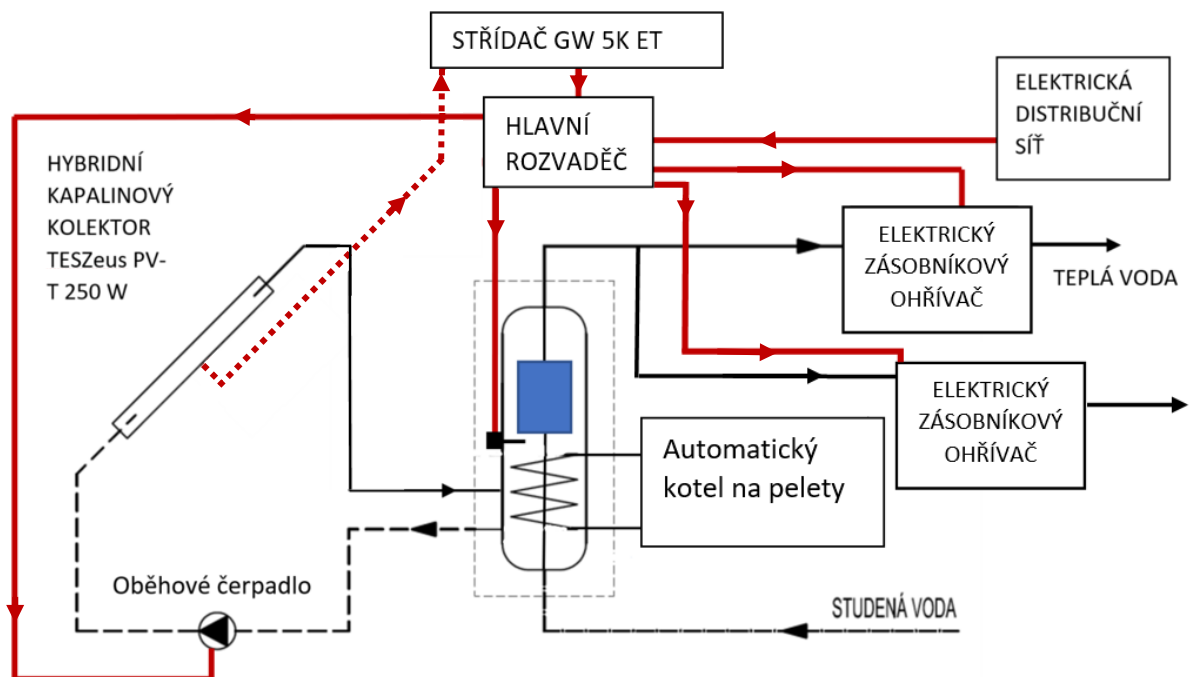 STŘÍDAČ GW 5K ET
ELEKTRICKÁ
DISTRIBUČNÍ
SÍŤ
HLAVNÍ
ROZVADĚČ
HYBRIDNÍ
KAPALINOVÝ
KOLEKTOR
TESZeus PV-
T 250 W
ELEKTRICKÝ
ZÁSOBNÍKOVÝ
OHŘÍVAČ
TEPLÁ VODA
ELEKTRICKÝ
ZÁSOBNÍKOVÝ
OHŘÍVAČ
Automatický
kotel na pelety
Oběhové čerpadlo
STUDENÁ VODA